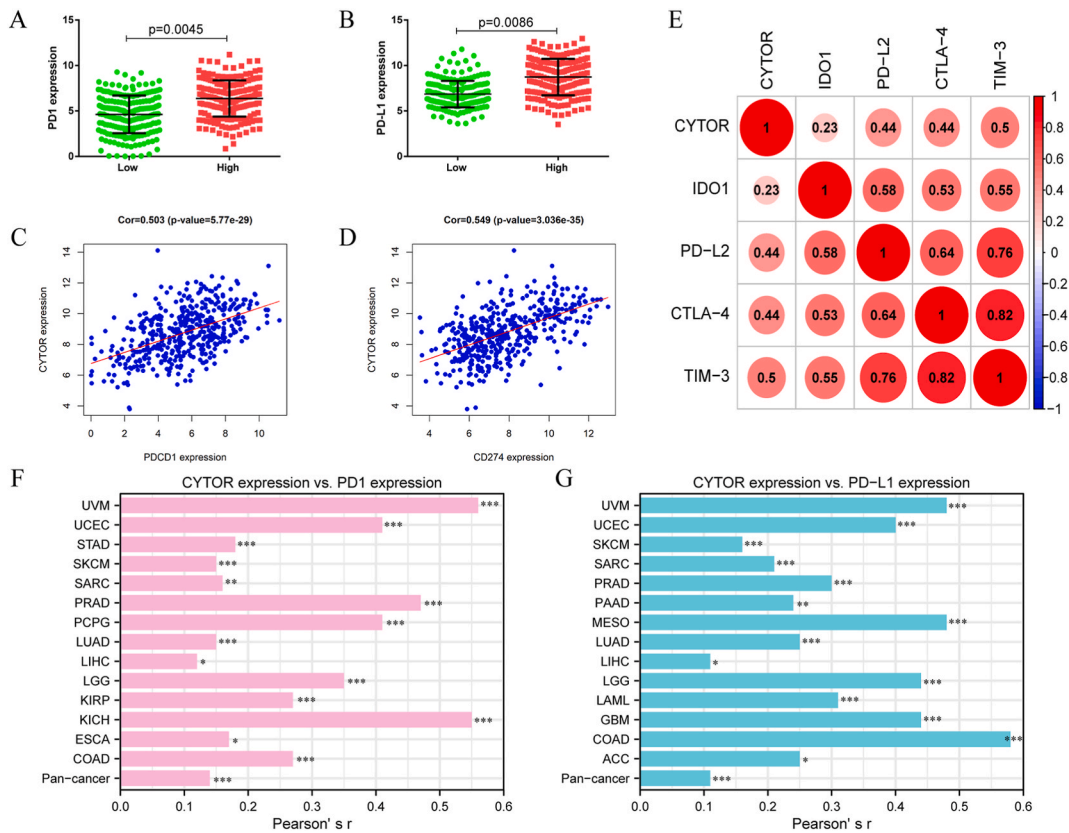 A
p=0.0045
PD1 expression
15
10
5
0
Low
High
B
p=0.0086
PD-L1 expression
15
10
5
0
Low
High
E
CYTOR
IDO1
PD-L2
CTLA-4
TIM-3
CYTOR
1
0.23
0.44
0.44
0.5
IDO1
0.23
1
0.58
0.53
0.55
PD-L2
0.44
0.58
1
0.64
0.76
CTLA-4
0.44
0.53
0.64
1
0.82
TIM-3
0.5
0.55
0.76
0.82
1
1
0.8
0.6
0.4
0.2
0
-0.2
-0.4
-0.6
-0.8
-1
C
Cor=0.503 (p-value=5.77e-29)
CYTOR expression
14
12
10
8
6
4
0
2
4
6
8
10
PDCD1 expression
D
Cor=0.549 (p-value=3.036e-35)
CYTOR expression
14
12
10
8
6
4
4
6
8
10
12
CD274 expression
F
CYTOR expression vs. PD1 expression
UVM ***
UCEC ***
STAD ***
SKCM ***
SARC **
PRAD ***
PCPG ***
LUAD ***
LIHC *
LGG ***
KIRP ***
KICH ***
ESCA *
COAD ***
Pan-cancer ***
0.0 0.1 0.2 0.3 0.4 0.5 0.6
Pearson' s r
G
CYTOR expression vs. PD-L1 expression
UVM ***
UCEC ***
SKCM ***
SARC ***
PRAD ***
PAAD **
MESO ***
LUAD ***
LIHC *
LGG ***
LAML ***
GBM ***
COAD ***
ACC *
Pan-cancer ***
0.0 0.1 0.2 0.3 0.4 0.5 0.6
Pearson' s r